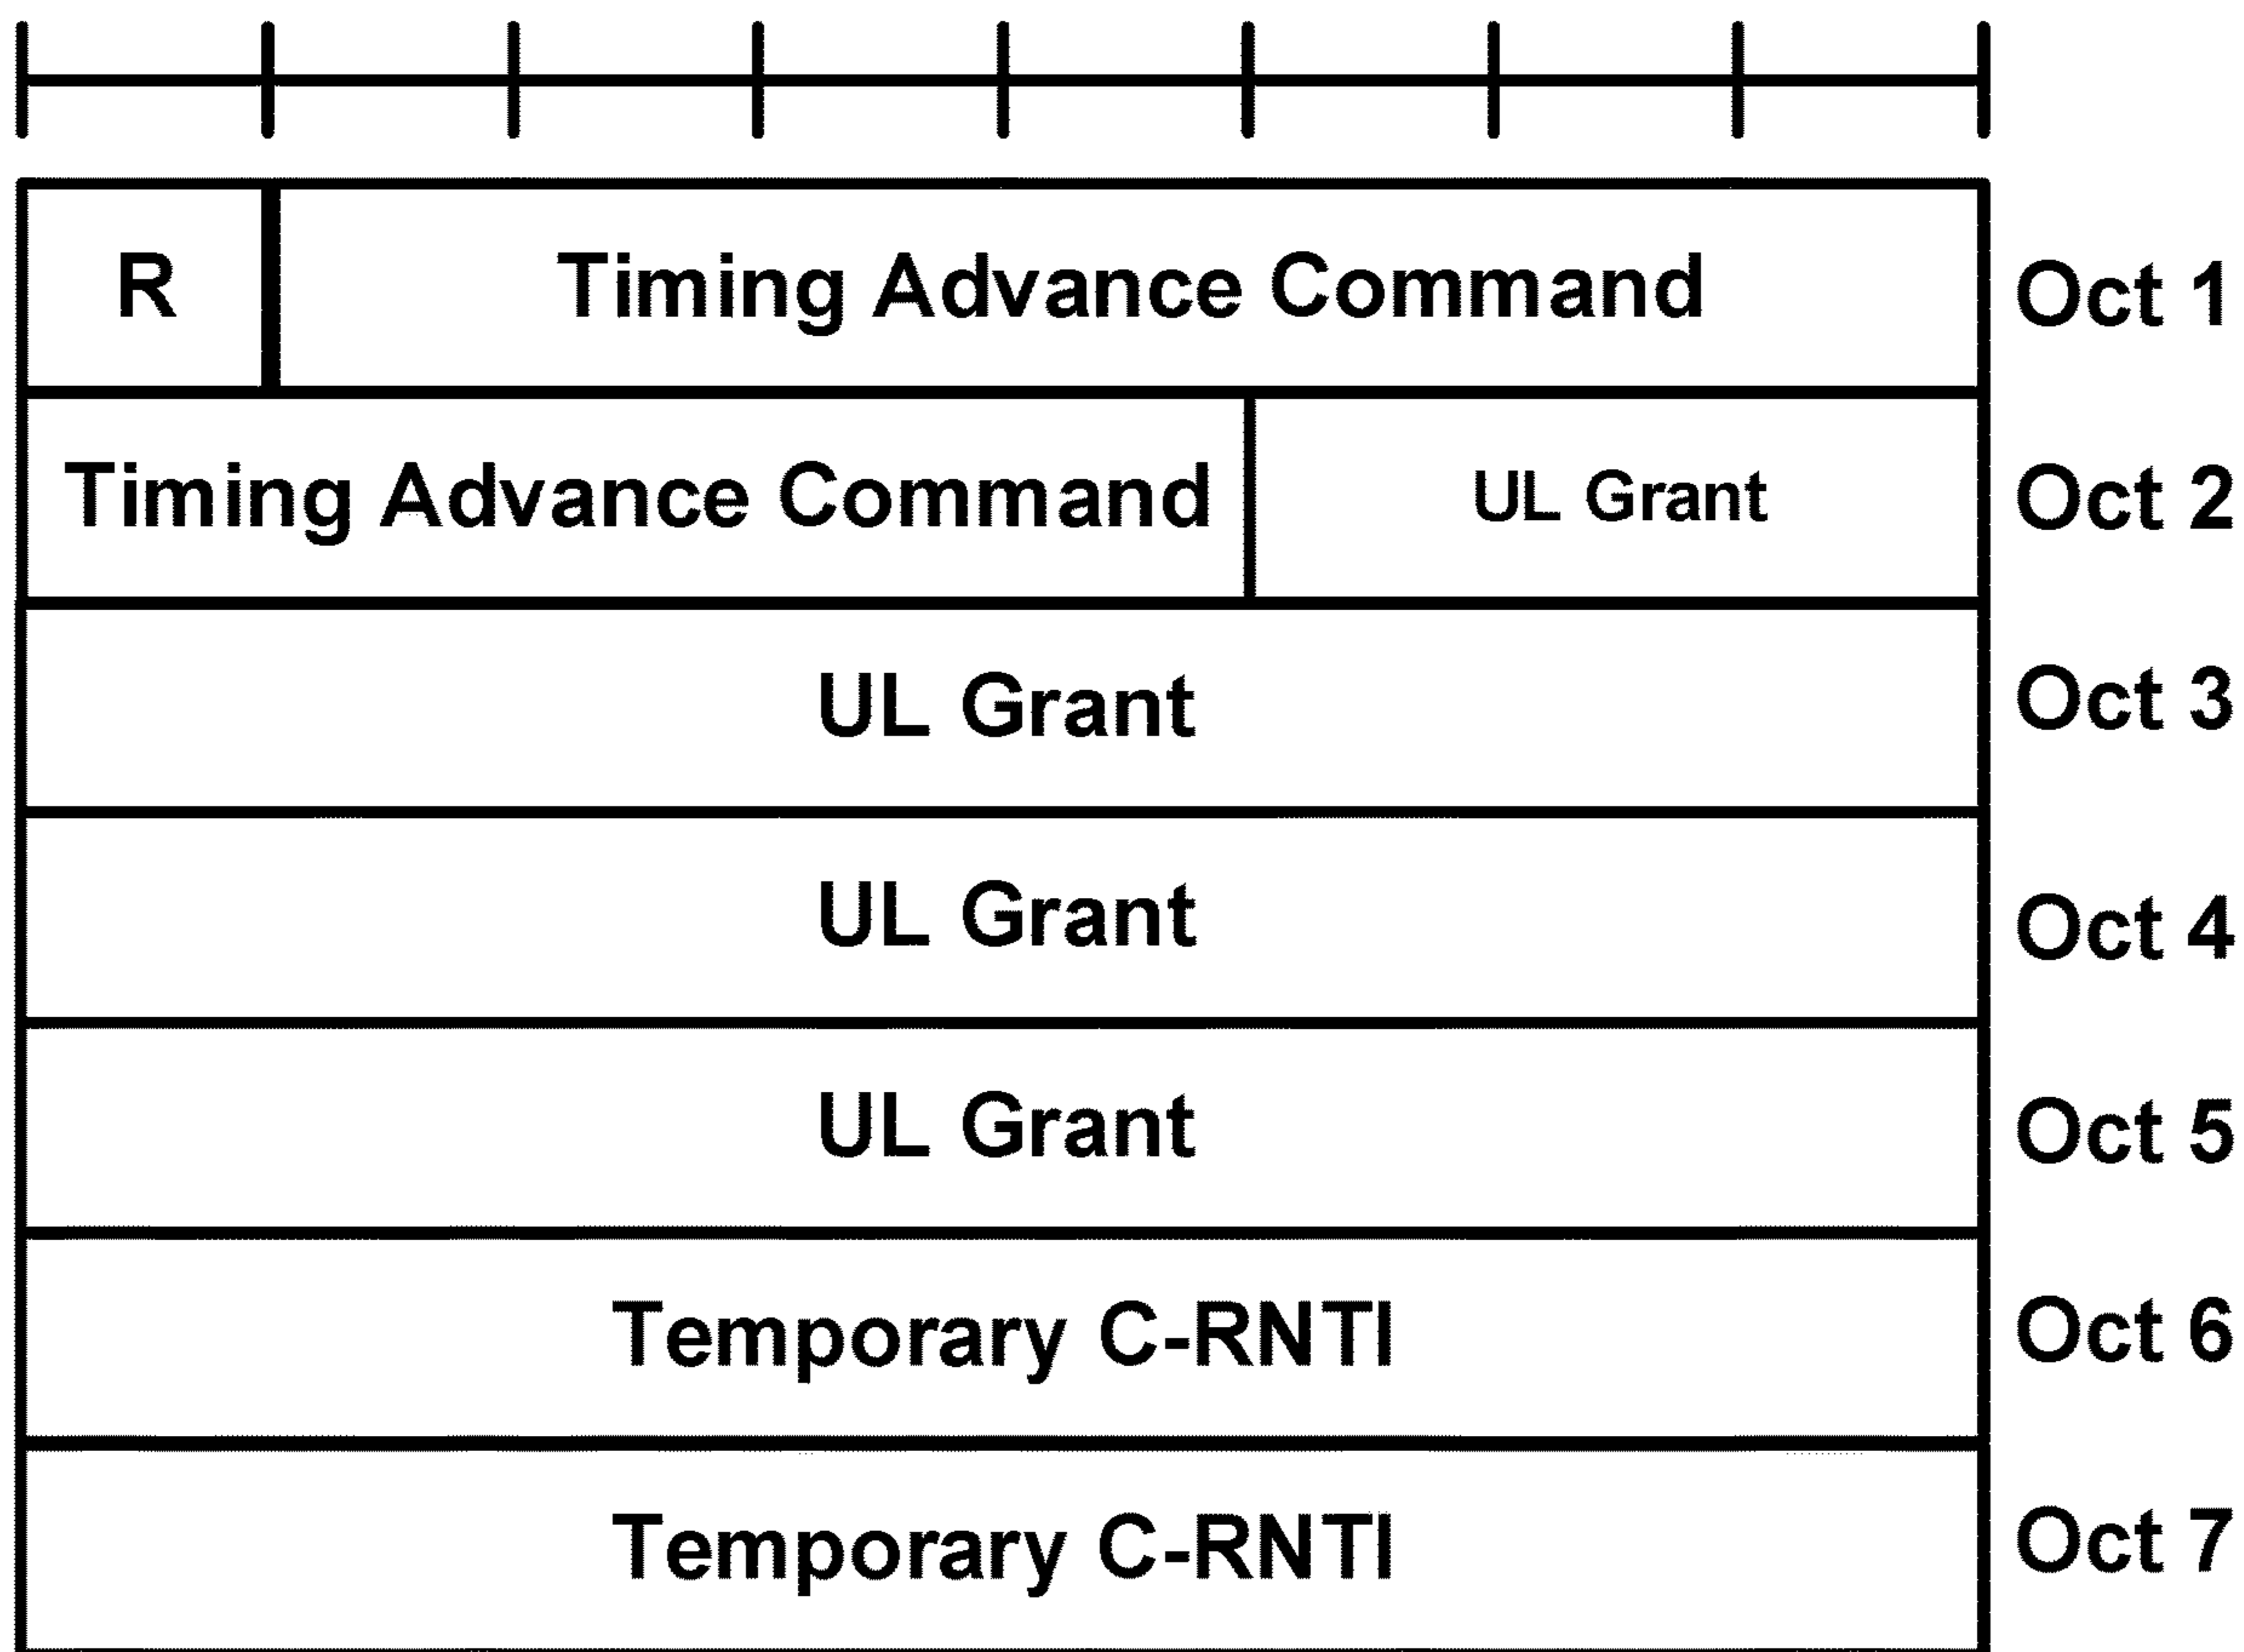 R Timing Advance Command Oct 1
Timing Advance Command UL Grant Oct 2
UL Grant Oct 3
UL Grant Oct 4
UL Grant Oct 5
Temporary C-RNTI Oct 6
Temporary C-RNTI Oct 7